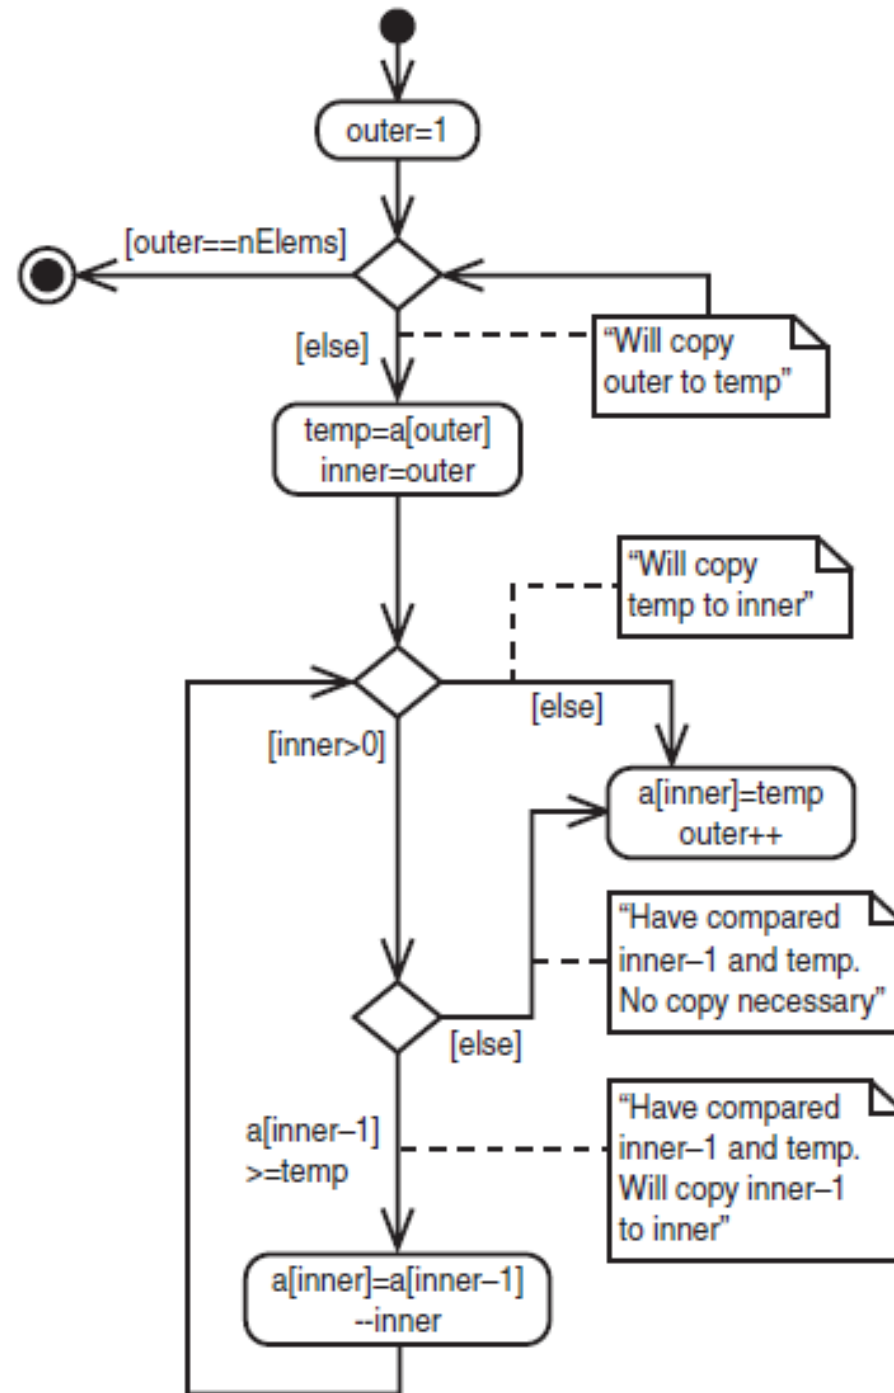 outer=1
[outer==nElems]
[else]
“Will copy
outer to temp”
temp=a[outer]
inner=outer
“Will copy
temp to inner”
[else]
[inner>0]
a[inner]=temp
outer++
“Have compared
inner–1 and temp.
No copy necessary”
[else]
a[inner–1]
>=temp
“Have compared
inner–1 and temp.
Will copy inner–1
to inner”
a[inner]=a[inner–1]
--inner